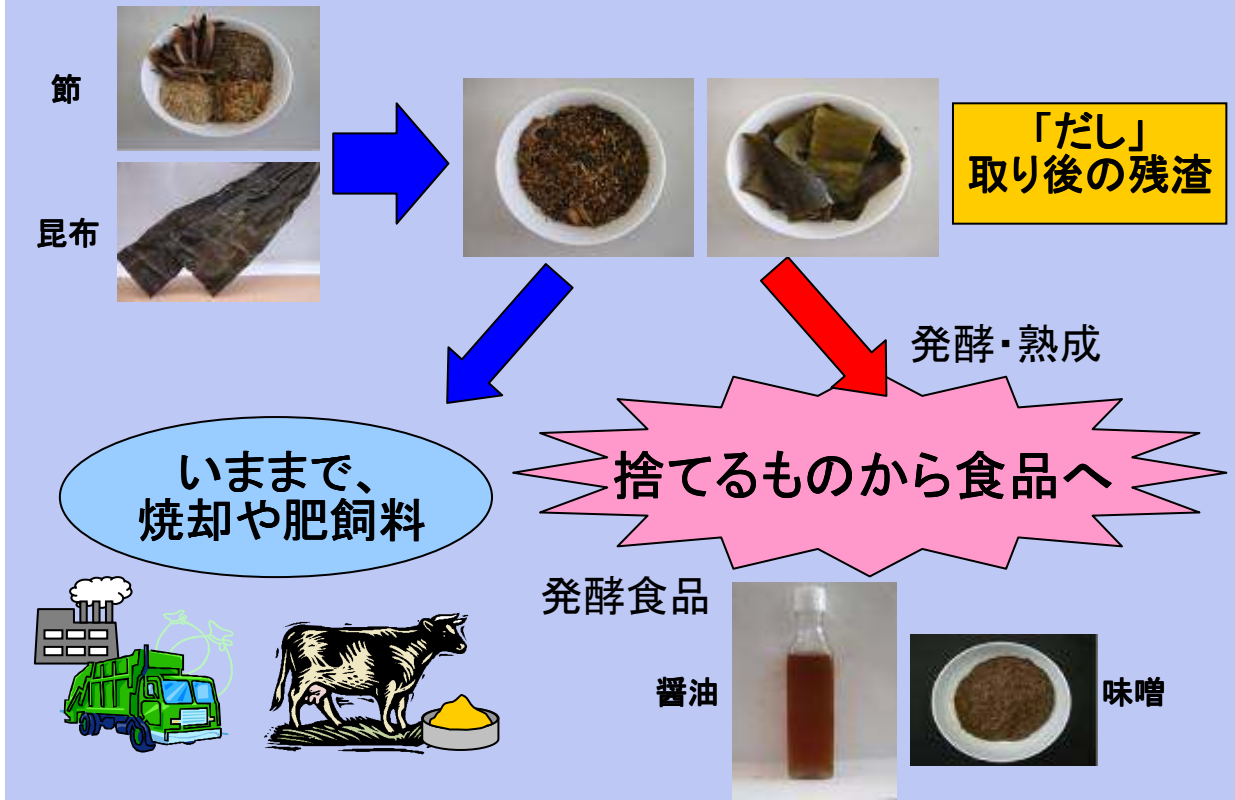 節
昆布
「だし」
取り後の残渣
発酵・熟成
いままで、
焼却や肥飼料
捨てるものから食品へ
発酵食品
醤油
味噌